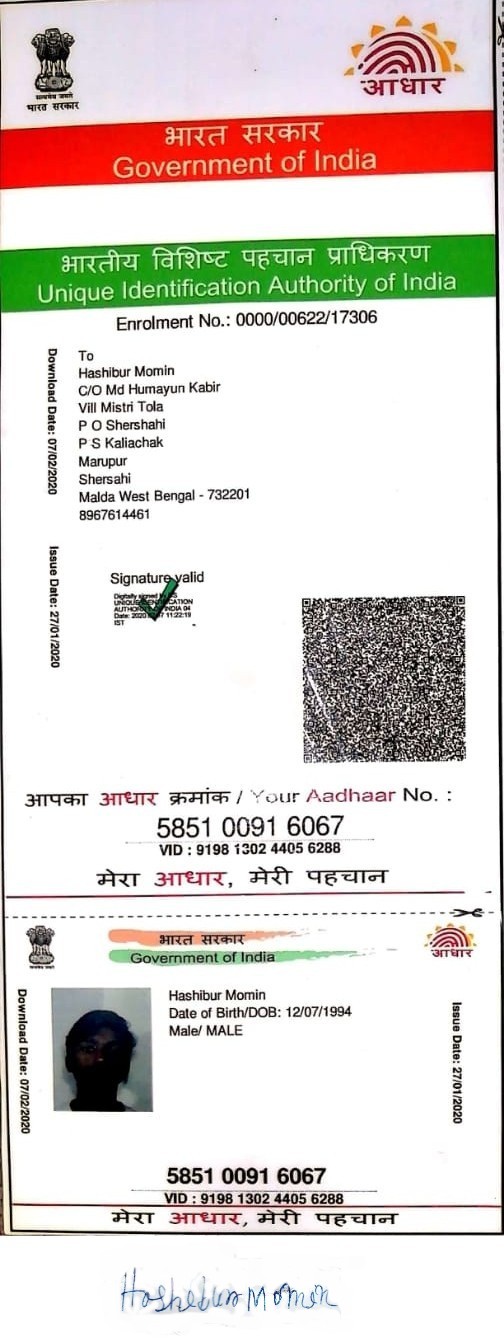 सत्यमेव जयते
भारत सरकार
आधार
भारत सरकार
Government of India
भारतीय विशिष्ट पहचान प्राधिकरण
Unique Identification Authority of India
Enrolment No.: 0000/00622/17306
Download Date: 07/02/2020
To
Hashibur Momin
C/O Md Humayun Kabir
Vill Mistri Tola
P O Shershahi
P S Kaliachak
Marupur
Shersahi
Malda West Bengal - 732201
8967614461
Issue Date: 27/01/2020
Signature valid
Digitally signed
UNIQUE IDENTIFICATION
AUTHORITY OF INDIA 04
Date: 2020 11:22:19
IST
आपका आधार क्रमांक / Your Aadhaar No. :
5851 0091 6067
VID : 9198 1302 4405 6288
मेरा आधार, मेरी पहचान
सत्यमेव जयते
भारत सरकार
Government of India
आधार
Download Date: 07/02/2020
Hashibur Momin
Date of Birth/DOB: 12/07/1994
Male/ MALE
Issue Date: 27/01/2020
5851 0091 6067
VID : 9198 1302 4405 6288
मेरा आधार, मेरी पहचान
Hashibur Momin